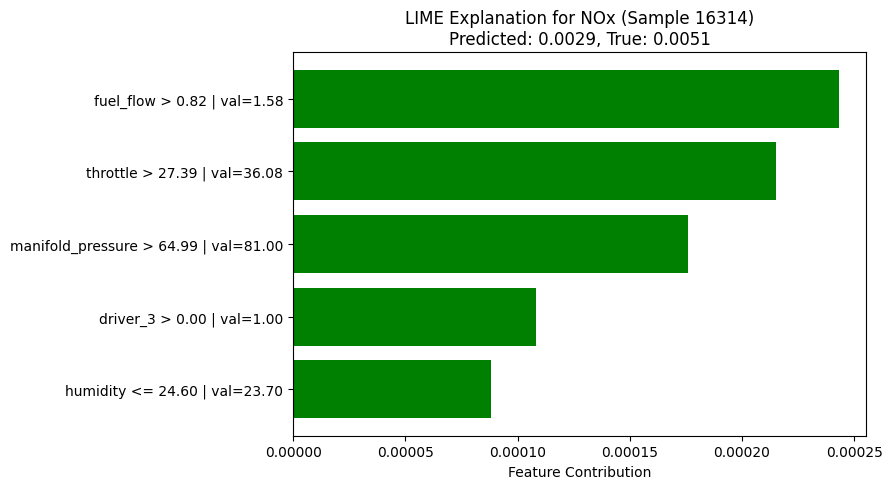 LIME Explanation for NOx (Sample 16314)
Predicted: 0.0029, True: 0.0051
fuel_flow > 0.82 | val=1.58
throttle > 27.39 | val=36.08
manifold_pressure > 64.99 | val=81.00
driver_3 > 0.00 | val=1.00
humidity <= 24.60 | val=23.70
0.00000 0.00005 0.00010 0.00015 0.00020 0.00025
Feature Contribution